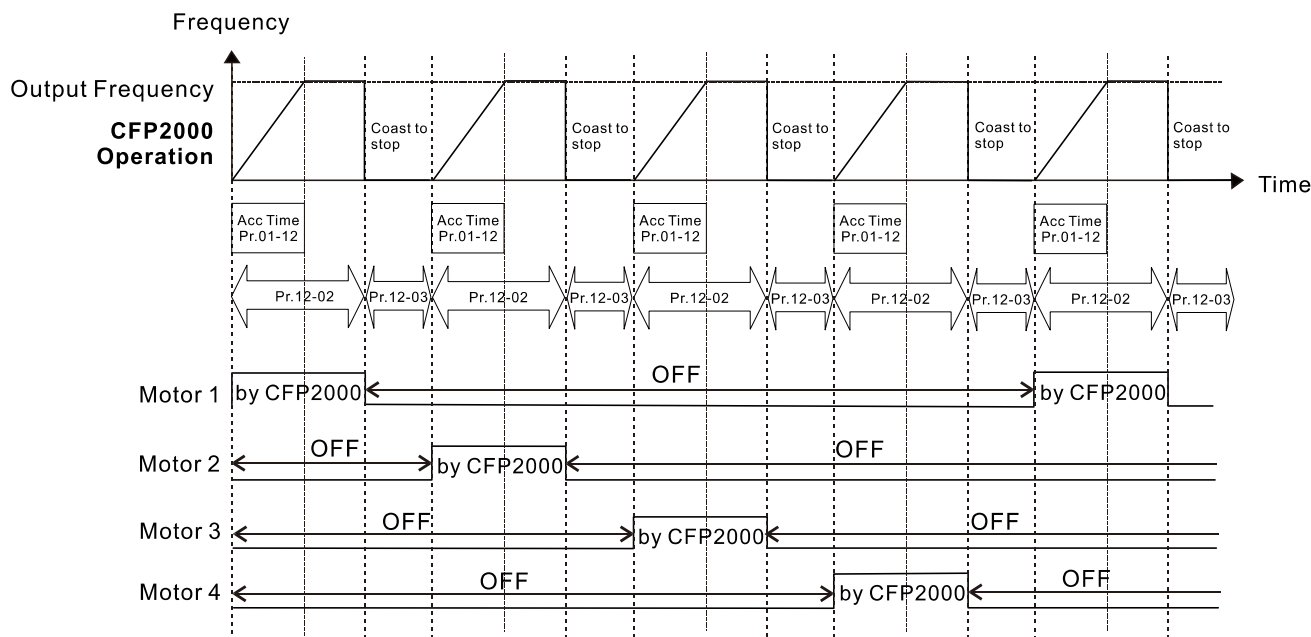 Frequency
Output Frequency
CFP2000
Operation
Coast to
stop
Coast to
stop
Coast to
stop
Coast to
stop
Coast to
stop
Time
Acc Time
Pr.01-12
Acc Time
Pr.01-12
Acc Time
Pr.01-12
Acc Time
Pr.01-12
Acc Time
Pr.01-12
Pr.12-02 Pr.12-03 Pr.12-02 Pr.12-03 Pr.12-02 Pr.12-03 Pr.12-02 Pr.12-03 Pr.12-02 Pr.12-03
Motor 1 by CFP2000 OFF by CFP2000
Motor 2 OFF by CFP2000 OFF
Motor 3 OFF by CFP2000 OFF
Motor 4 OFF by CFP2000 OFF